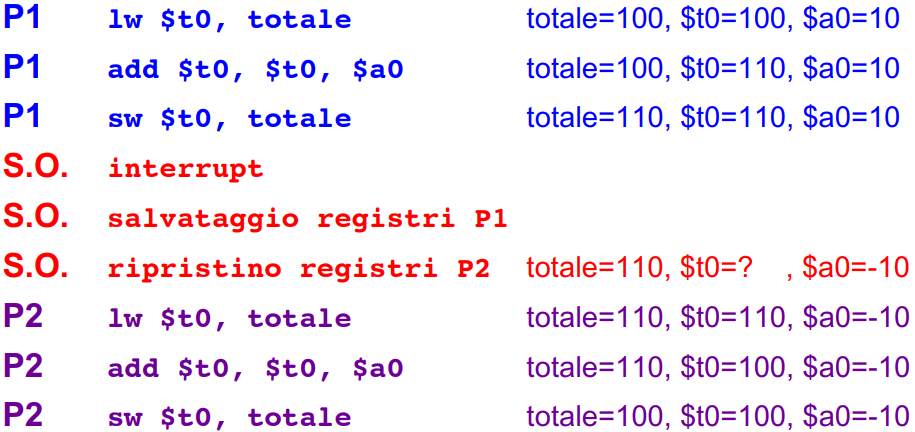 P1 lw $t0, totale totale=100, $t0=100, $a0=10
P1 add $t0, $t0, $a0 totale=100, $t0=110, $a0=10
P1 sw $t0, totale totale=110, $t0=110, $a0=10
S.O. interrupt
S.O. salvataggio registri P1
S.O. ripristino registri P2 totale=110, $t0=? , $a0=-10
P2 lw $t0, totale totale=110, $t0=110, $a0=-10
P2 add $t0, $t0, $a0 totale=110, $t0=100, $a0=-10
P2 sw $t0, totale totale=100, $t0=100, $a0=-10